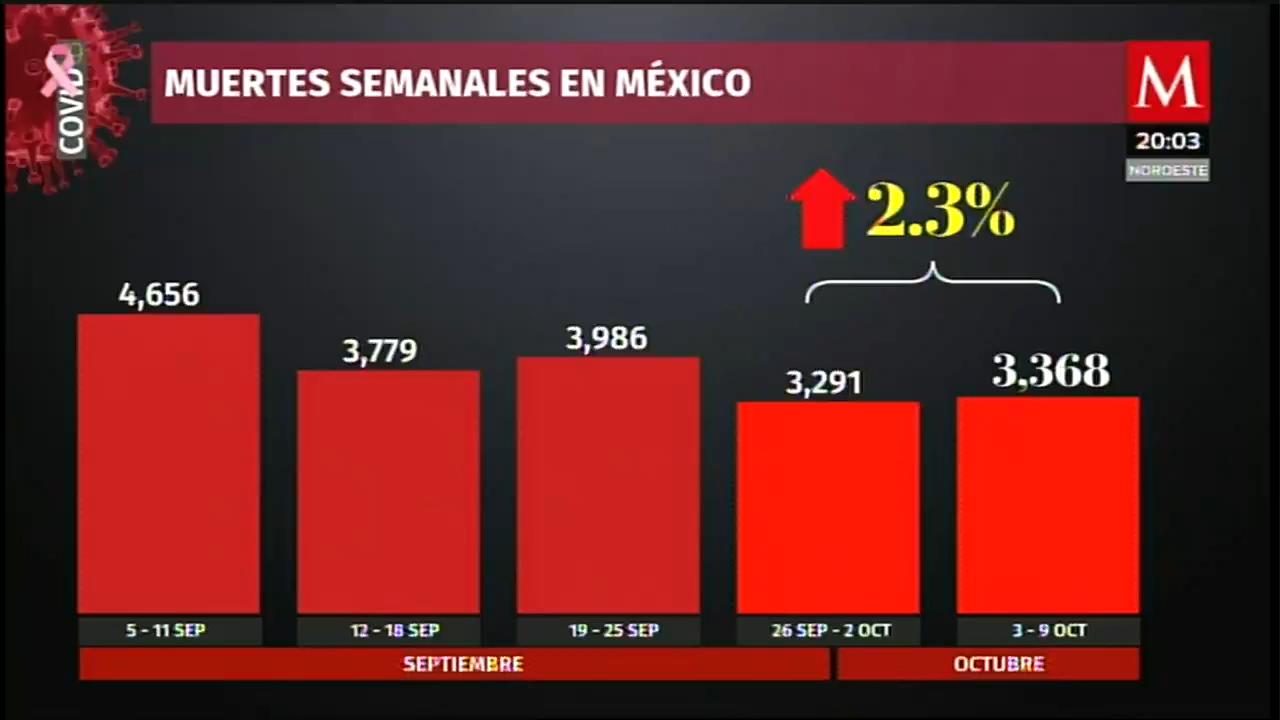 COVID
MUERTES SEMANALES EN MÉXICO
M
20:03
NOROESTE
2.3%
4,656
3,779
3,986
3,291
3,368
5 - 11 SEP
12 - 18 SEP
19 - 25 SEP
26 SEP - 2 OCT
3 - 9 OCT
SEPTIEMBRE
OCTUBRE